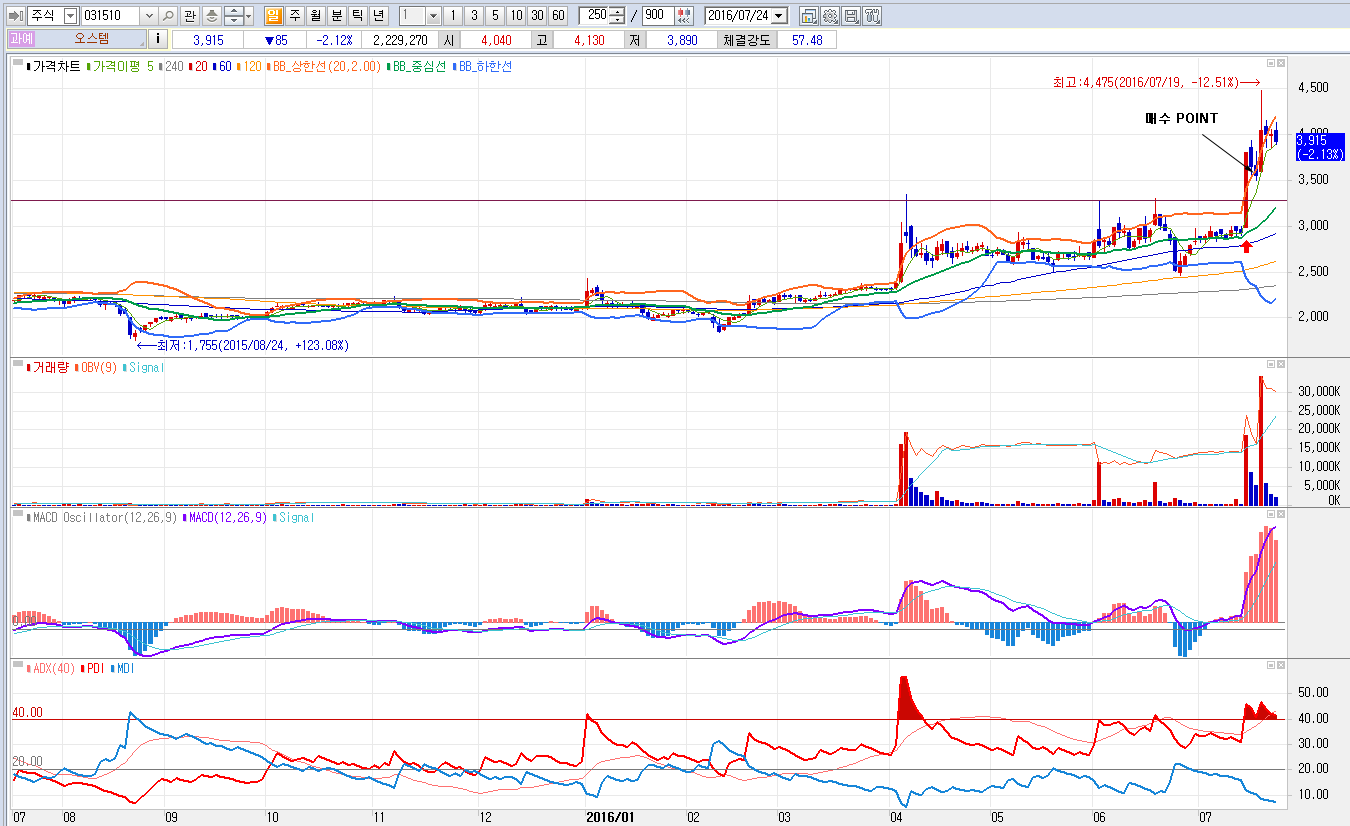 주식 031510 관 일 주 월 분 틱 년 1 1 3 5 10 30 60 250 / 900 2016/07/24
과예 오스템 i 3,915 ▼85 -2.12% 2,229,270 시 4,040 고 4,130 저 3,890 체결강도 57.48
가격차트 가격이평 5 240 20 60 120 BB_상한선(20,2.00) BB_중심선 BB_하한선
최고:4,475(2016/07/19, -12.51%)
매수 POINT
최저:1,755(2015/08/24, +123.08%)
4,500
4,000
3,915
(-2.13%)
3,500
3,000
2,500
2,000
거래량 OBV(9) Signal
30,000K
25,000K
20,000K
15,000K
10,000K
5,000K
0K
MACD Oscillator(12,26,9) MACD(12,26,9) Signal
ADX(40) PDI MDI
40.00
20.00
50.00
40.00
30.00
20.00
10.00
07 08 09 10 11 12 2016/01 02 03 04 05 06 07